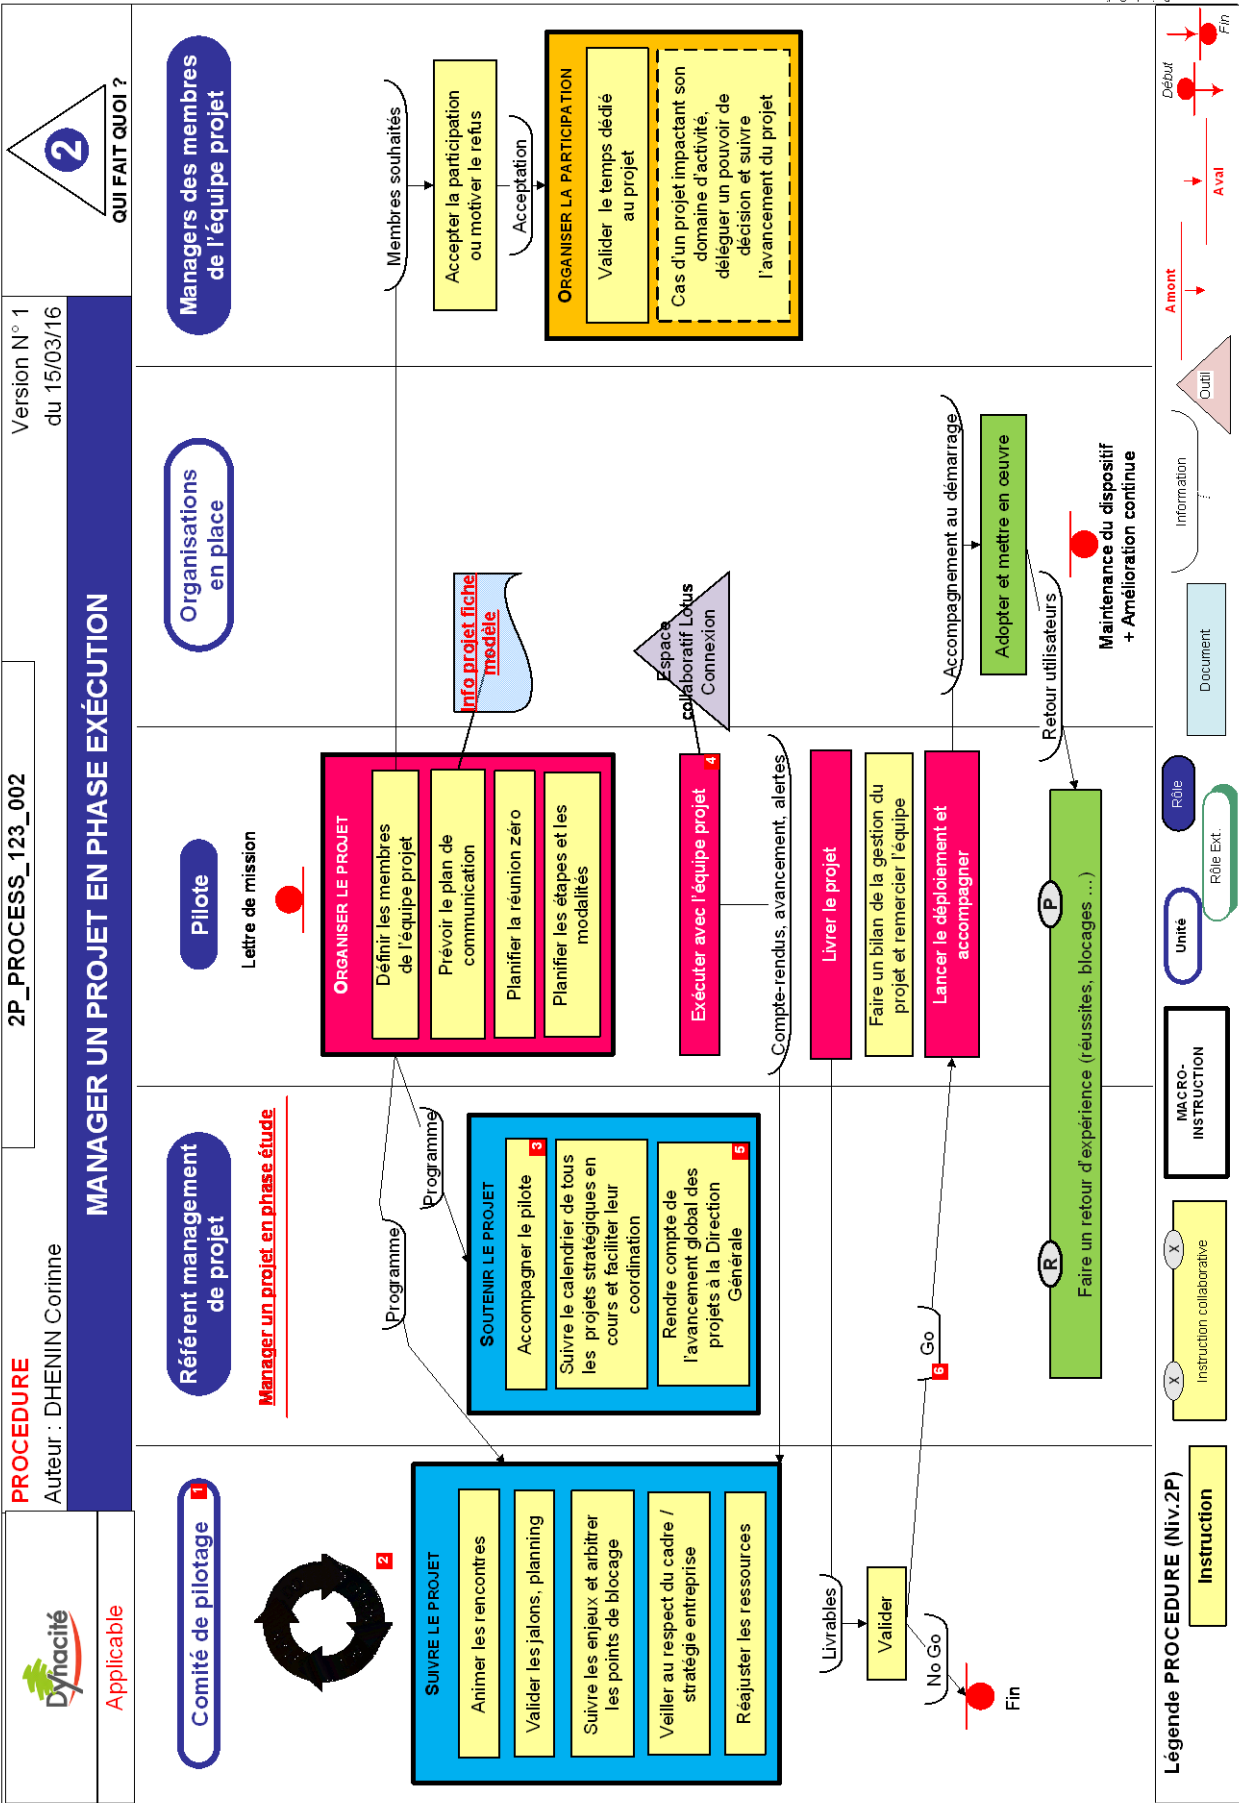 Dynacité
Applicable
PROCEDURE
2P_PROCESS_123_002
Version N° 1
Auteur : DHENIN Corinne
du 15/03/16
MANAGER UN PROJET EN PHASE EXÉCUTION
2
QUI FAIT QUOI ?
Comité de pilotage
1
Référent management
de projet
Pilote
Organisations
en place
Managers des membres
de l'équipe projet
2
Manager un projet en phase étude
Lettre de mission
SUIVRE LE PROJET
Animer les rencontres
Valider les jalons, planning
Suivre les enjeux et arbitrer
les points de blocage
Veiller au respect du cadre /
stratégie entreprise
Réajuster les ressources
Programme
Programme
SOUTENIR LE PROJET
Accompagner le pilote
3
Suivre le calendrier de tous
les projets stratégiques en
cours et faciliter leur
coordination
Rendre compte de
l'avancement global des
projets à la Direction
Générale
5
ORGANISER LE PROJET
Définir les membres
de l'équipe projet
Prévoir le plan de
communication
Planifier la réunion zéro
Planifier les étapes et les
modalités
Info projet fiche
modèle
Membres souhaités
Accepter la participation
ou motiver le refus
Acceptation
ORGANISER LA PARTICIPATION
Valider le temps dédié
au projet
Cas d'un projet impactant son
domaine d'activité,
déléguer un pouvoir de
décision et suivre
l'avancement du projet
Exécuter avec l'équipe projet
4
Espace
collaboratif Lotus
Connexion
Compte-rendus, avancement, alertes
Livrer le projet
Livrables
Valider
Faire un bilan de la gestion du
projet et remercier l'équipe
No Go
Go
6
Lancer le déploiement et
accompagner
Accompagnement au démarrage
Adopter et mettre en œuvre
Fin
Retour utilisateurs
R
P
Faire un retour d'expérience (réussites, blocages …)
Maintenance du dispositif
+ Amélioration continue
Légende PROCEDURE (Niv.2P)
Instruction
X
X
Instruction collaborative
MACRO-
INSTRUCTION
Unité
Rôle
Rôle Ext.
Document
Information
Outil
Amont
Aval
Début
Fin